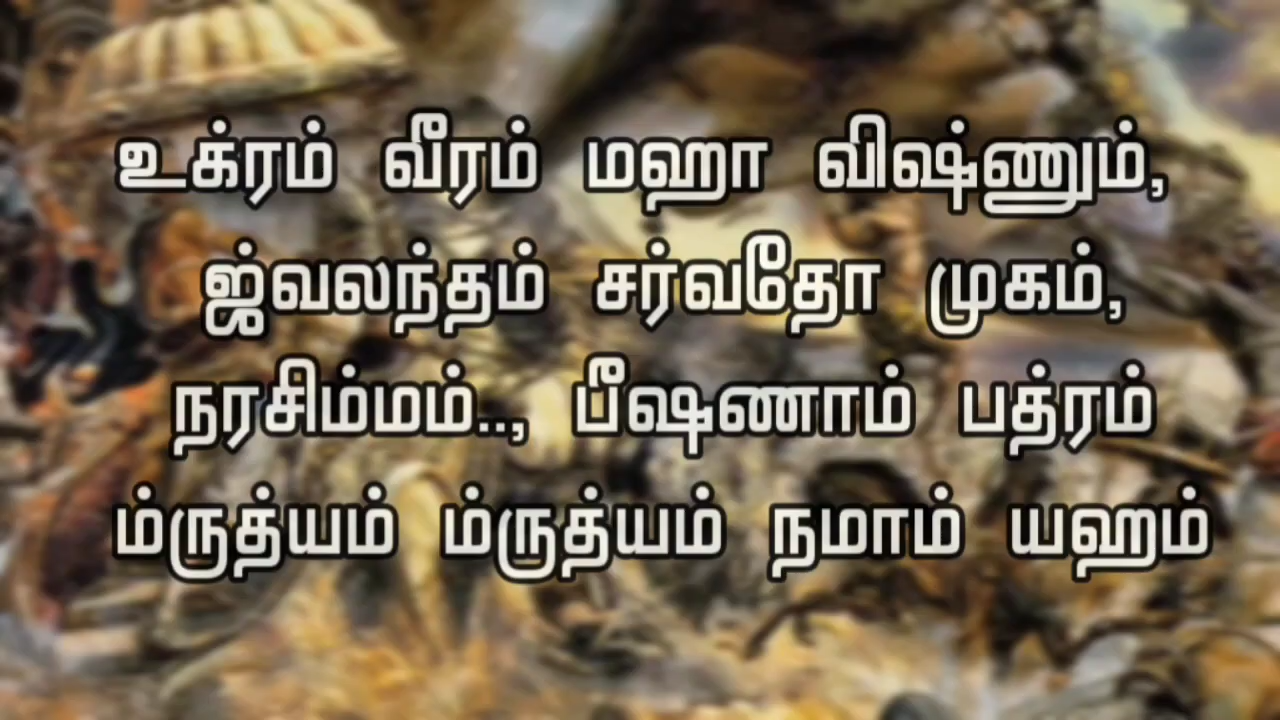 உக்ரம் வீரம் மஹா விஷ்ணும்,
ஜ்வலந்தம் சர்வதோ முகம்,
நரசிம்மம்.., பீஷணாம் பத்ரம்
ம்ருத்யம் ம்ருத்யம் நமாம் யஹம்